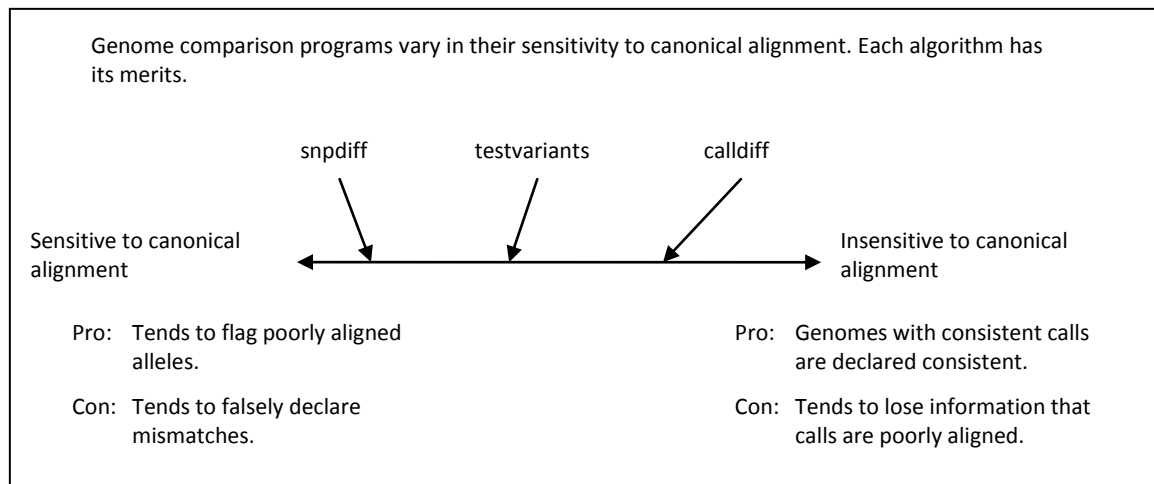 Genome comparison programs vary in their sensitivity to canonical alignment. Each algorithm has
its merits.
snpdiff testvariants calldiff
Sensitive to canonical
alignment
Insensitive to canonical
alignment
Pro: Tends to flag poorly aligned
alleles.
Con: Tends to falsely declare
mismatches.
Pro: Genomes with consistent calls
are declared consistent.
Con: Tends to lose information that
calls are poorly aligned.